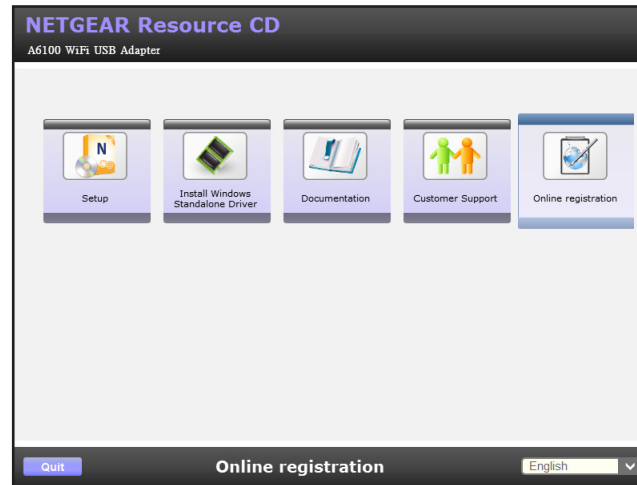 NETGEAR Resource CD
A6100 WiFi USB Adapter
N
Setup
Install Windows
Standalone Driver
Documentation
Customer Support
Online registration
Quit
Online registration
English